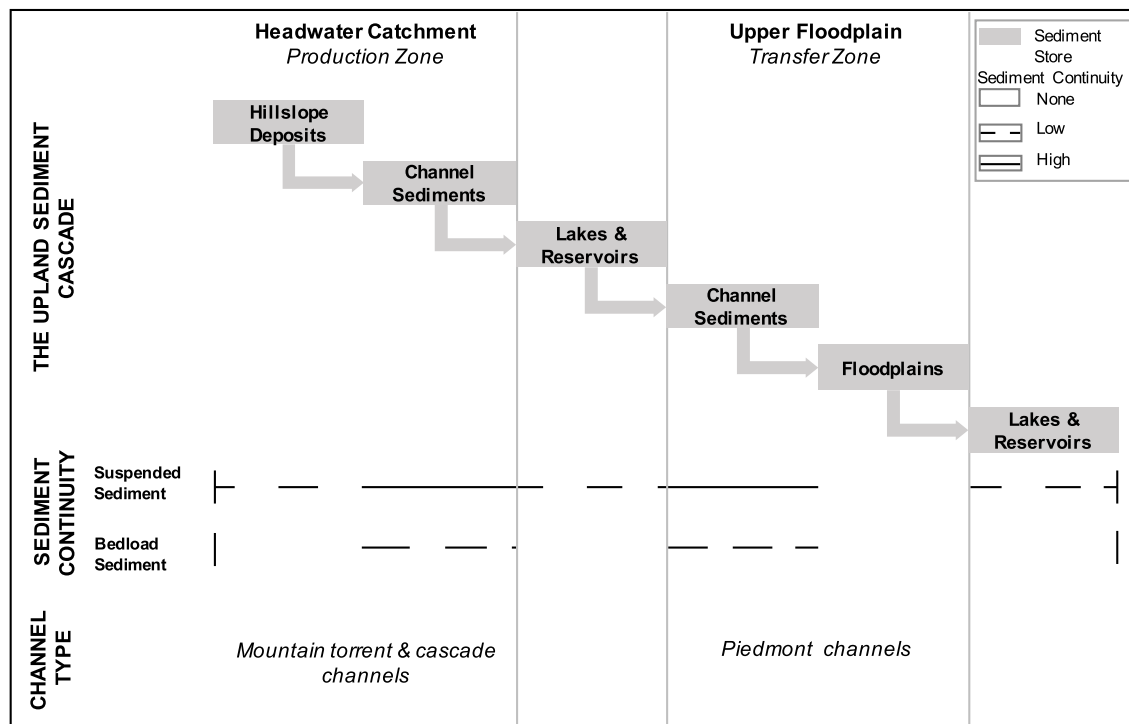 Headwater Catchment
Production Zone
Upper Floodplain
Transfer Zone
Sediment
Store
Sediment Continuity
None
Low
High
THE UPLAND SEDIMENT
CASCADE
Hillslope
Deposits
Channel
Sediments
Lakes &
Reservoirs
Channel
Sediments
Floodplains
Lakes &
Reservoirs
SEDIMENT
CONTINUITY
Suspended
Sediment
Bedload
Sediment
CHANNEL
TYPE
Mountain torrent & cascade
channels
Piedmont channels